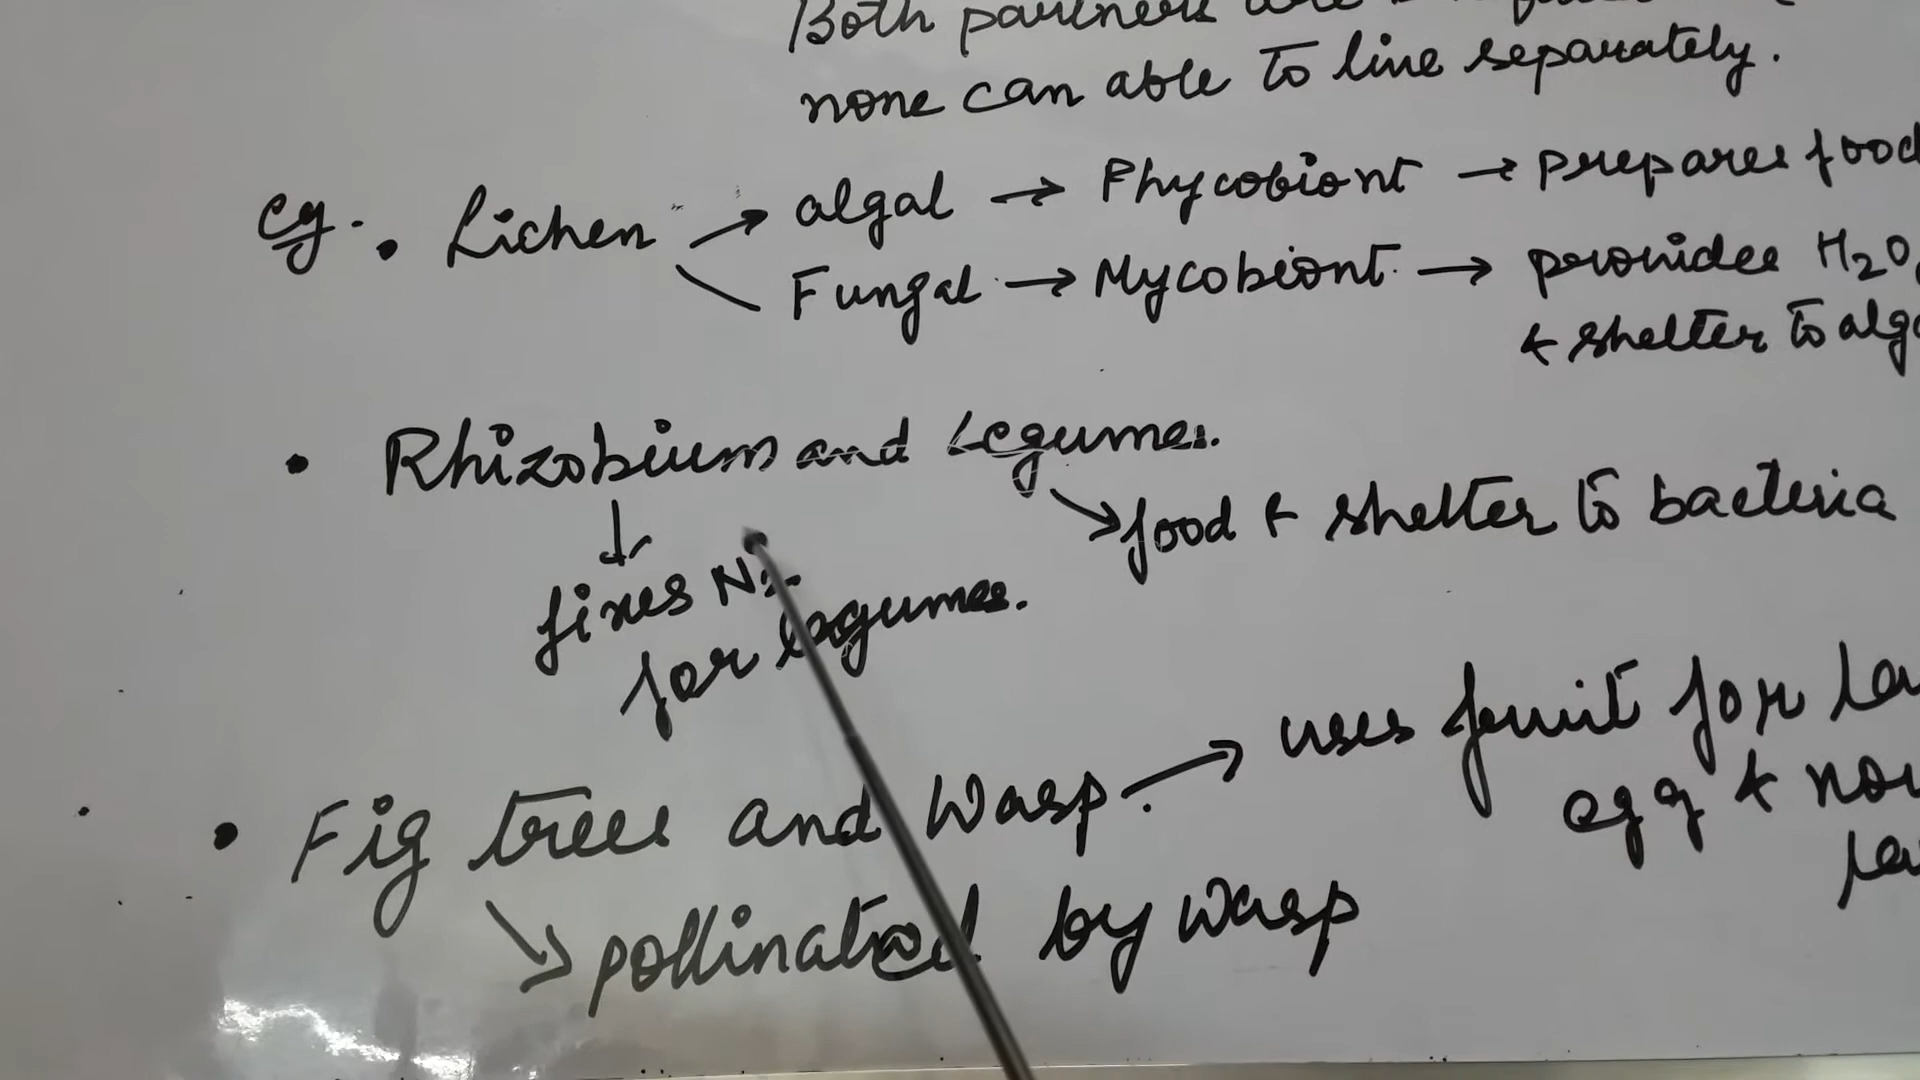 Both partners are
none can able to live separately.
eg. • Lichen → algal → Phycobiont → prepares food
Fungal → Mycobiont → provides H2O,
& shelter to alg
• Rhizobium and Legumes.
→ food & shelter to bacteria
↓
fixes N2
for legumes.
• Fig trees and Wasp. → uses fruit for
egg &
→ pollinated by wasp